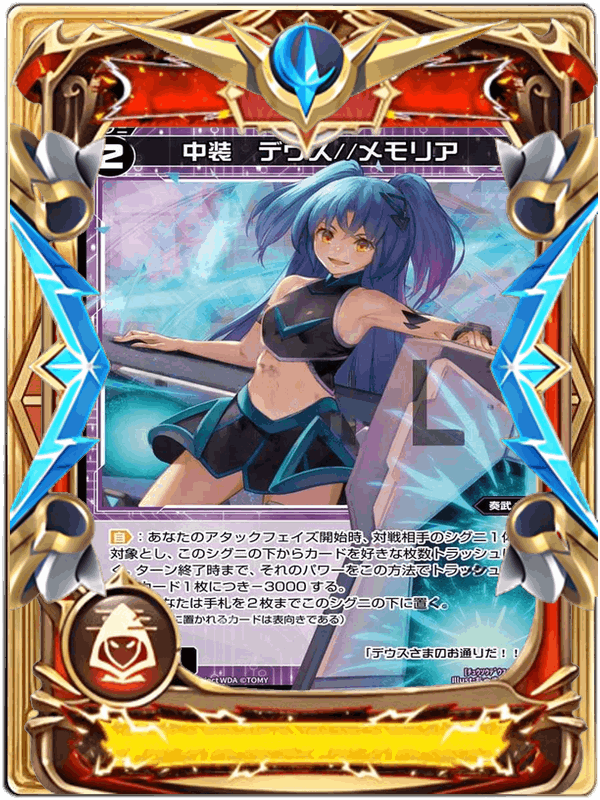 2
中装 デウス//メモリア
L
奏武
自:あなたのアタックフェイズ開始時、対戦相手のシグニ1
対象とし、このシグニの下からカードを好きな枚数トラッシュ
く。ターン終了時まで、それのパワーをこの方法でトラッシュ
カード1枚につき-3000する。
なたは手札を2枚までこのシグニの下に置く。
に置かれるカードは表向きである)
「デウスさまのお通りだ!!
ject WDA ©TOMY
Illust: